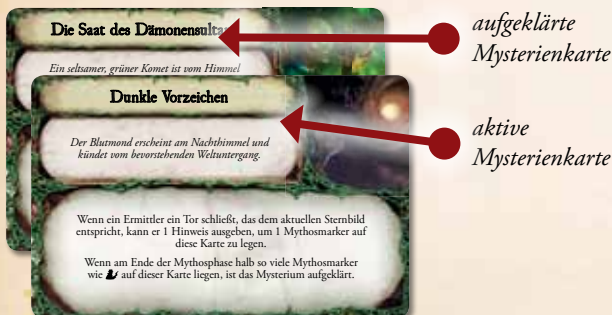 Die Saat des Dämonensultans
aufgeklärte
Mysterienkarte
Ein seltsamer, grüner Komet ist vom Himmel
Dunkle Vorzeichen
aktive
Mysterienkarte
Der Blutmond erscheint am Nachthimmel und
kündet vom bevorstehenden Weltuntergang.
Wenn ein Ermittler ein Tor schließt, das dem aktuellen Sternbild
entspricht, kann er 1 Hinweis ausgeben, um 1 Mythosmarker auf
diese Karte zu legen.
Wenn am Ende der Mythosphase halb so viele Mythosmarker
wie auf dieser Karte liegen, ist das Mysterium aufgeklärt.